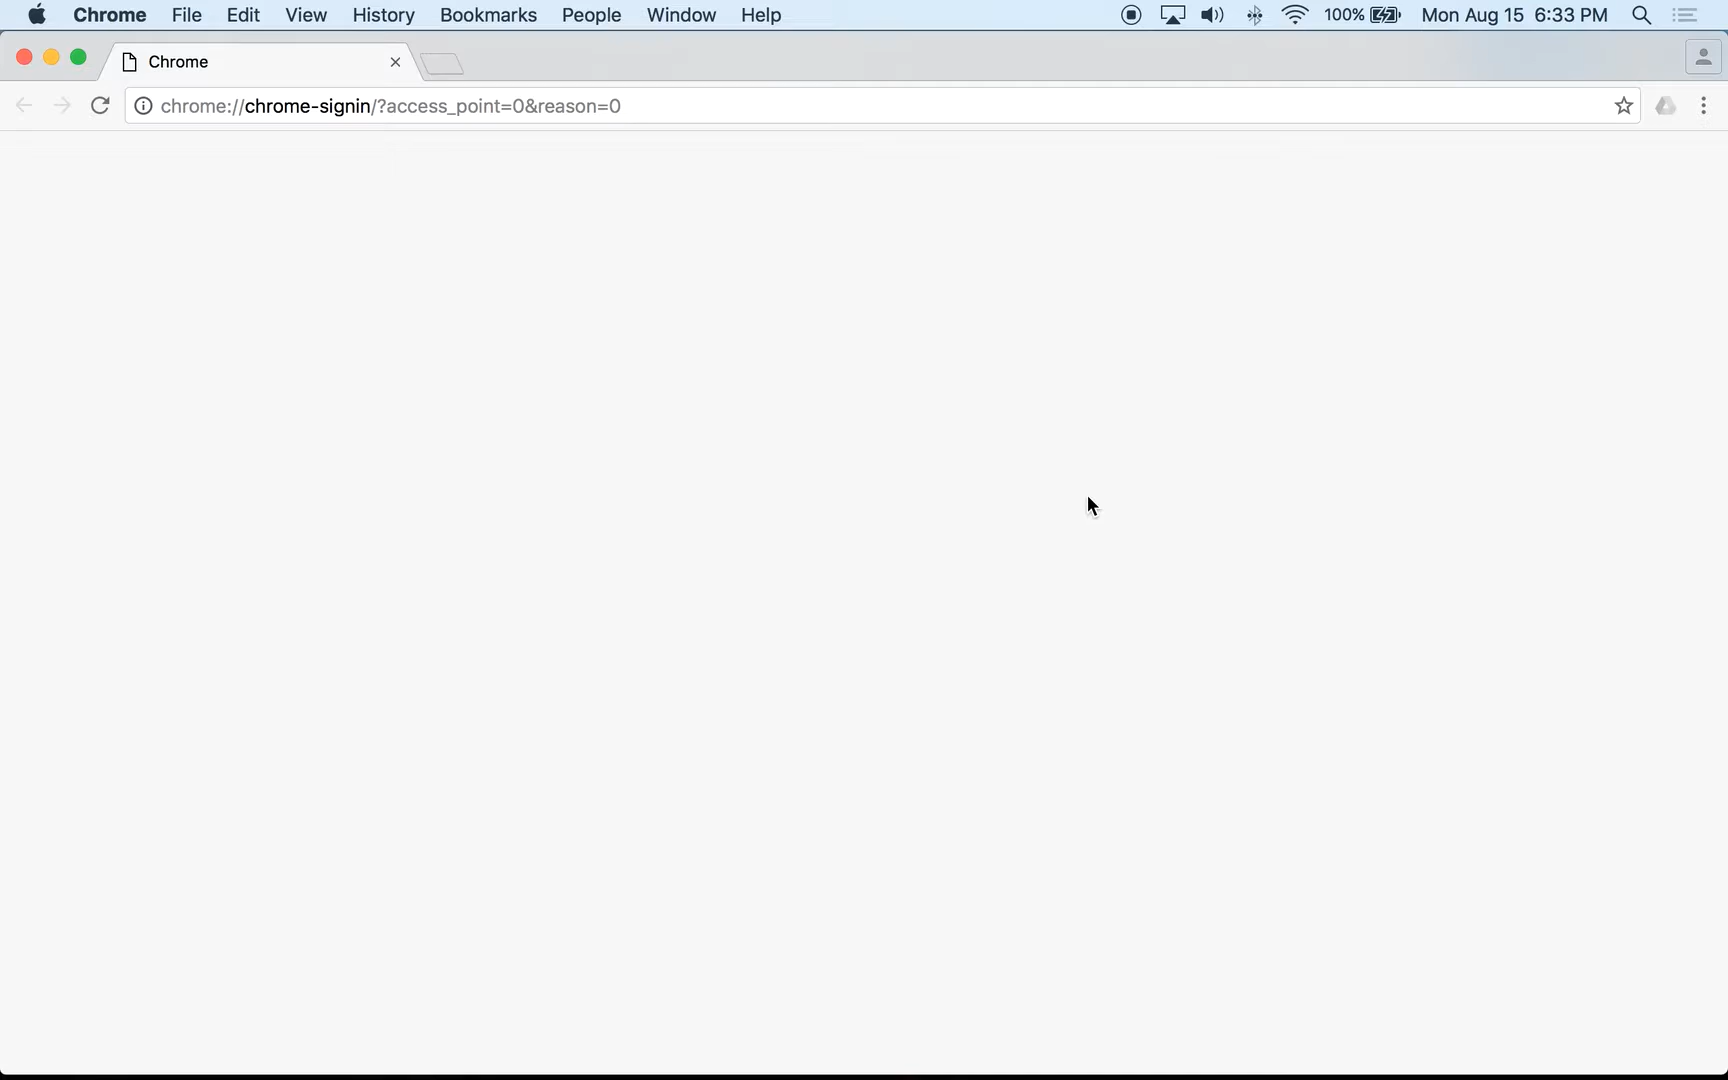 Chrome File Edit View History Bookmarks People Window Help 100% Mon Aug 15 6:33 PM
Chrome
chrome://chrome-signin/?access_point=0&reason=0